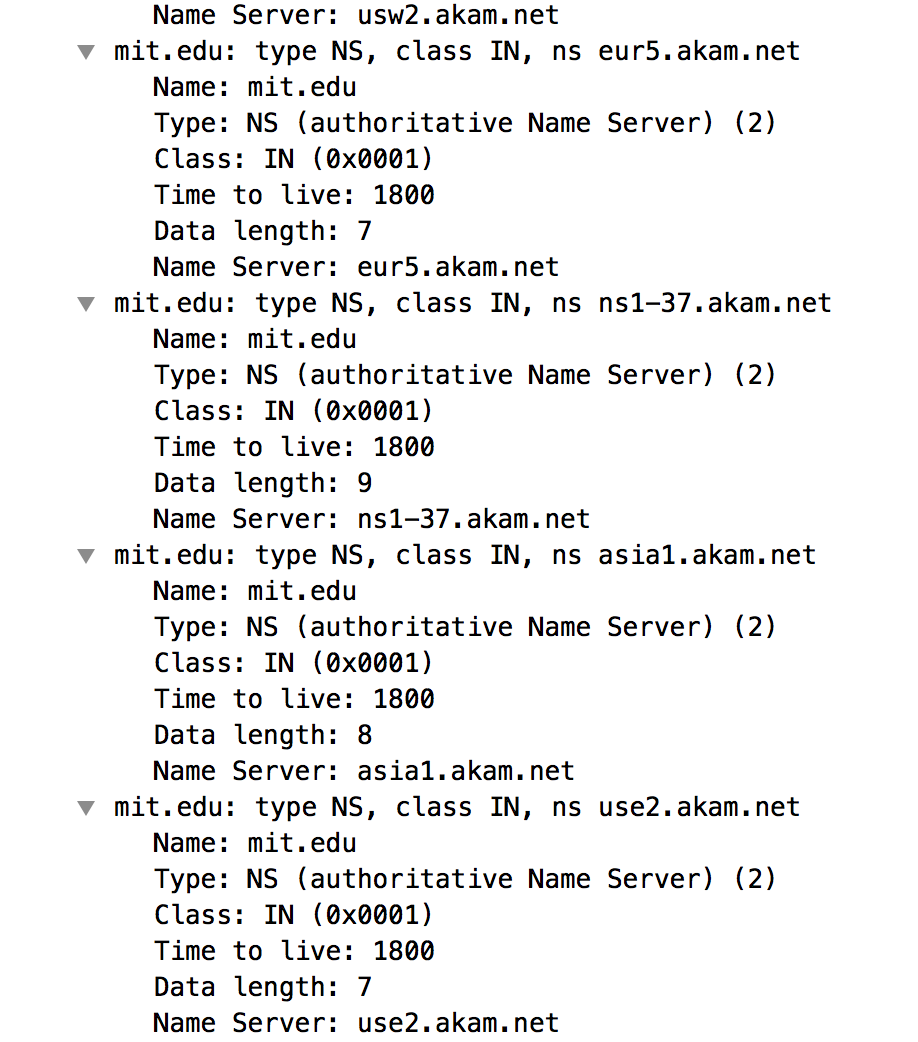 Name Server: usw2.akam.net
mit.edu: type NS, class IN, ns eur5.akam.net
Name: mit.edu
Type: NS (authoritative Name Server) (2)
Class: IN (0x0001)
Time to live: 1800
Data length: 7
Name Server: eur5.akam.net
mit.edu: type NS, class IN, ns ns1-37.akam.net
Name: mit.edu
Type: NS (authoritative Name Server) (2)
Class: IN (0x0001)
Time to live: 1800
Data length: 9
Name Server: ns1-37.akam.net
mit.edu: type NS, class IN, ns asia1.akam.net
Name: mit.edu
Type: NS (authoritative Name Server) (2)
Class: IN (0x0001)
Time to live: 1800
Data length: 8
Name Server: asia1.akam.net
mit.edu: type NS, class IN, ns use2.akam.net
Name: mit.edu
Type: NS (authoritative Name Server) (2)
Class: IN (0x0001)
Time to live: 1800
Data length: 7
Name Server: use2.akam.net